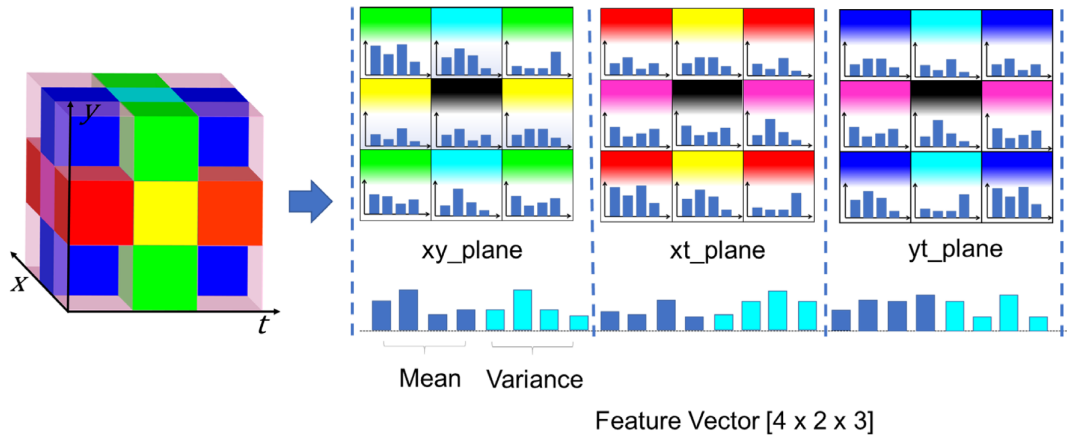 y
x
t
xy_plane
xt_plane
yt_plane
Mean
Variance
Feature Vector [4 x 2 x 3]